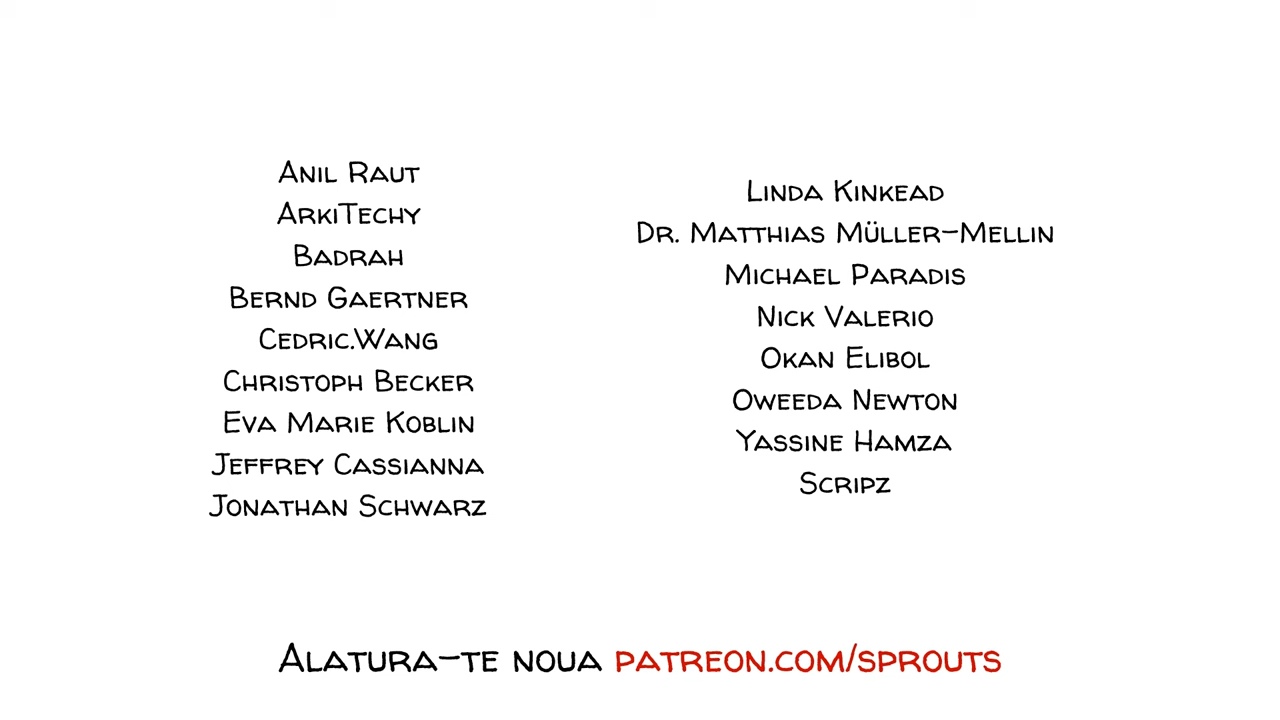 Anil Raut
ArkiTechy
Badrah
Bernd Gaertner
Cedric.Wang
Christoph Becker
Eva Marie Koblin
Jeffrey Cassianna
Jonathan Schwarz
Linda Kinkead
Dr. Matthias Müller-Mellin
Michael Paradis
Nick Valerio
Okan Elibol
Oweeda Newton
Yassine Hamza
Scripz
Alatura-te noua patreon.com/sprouts